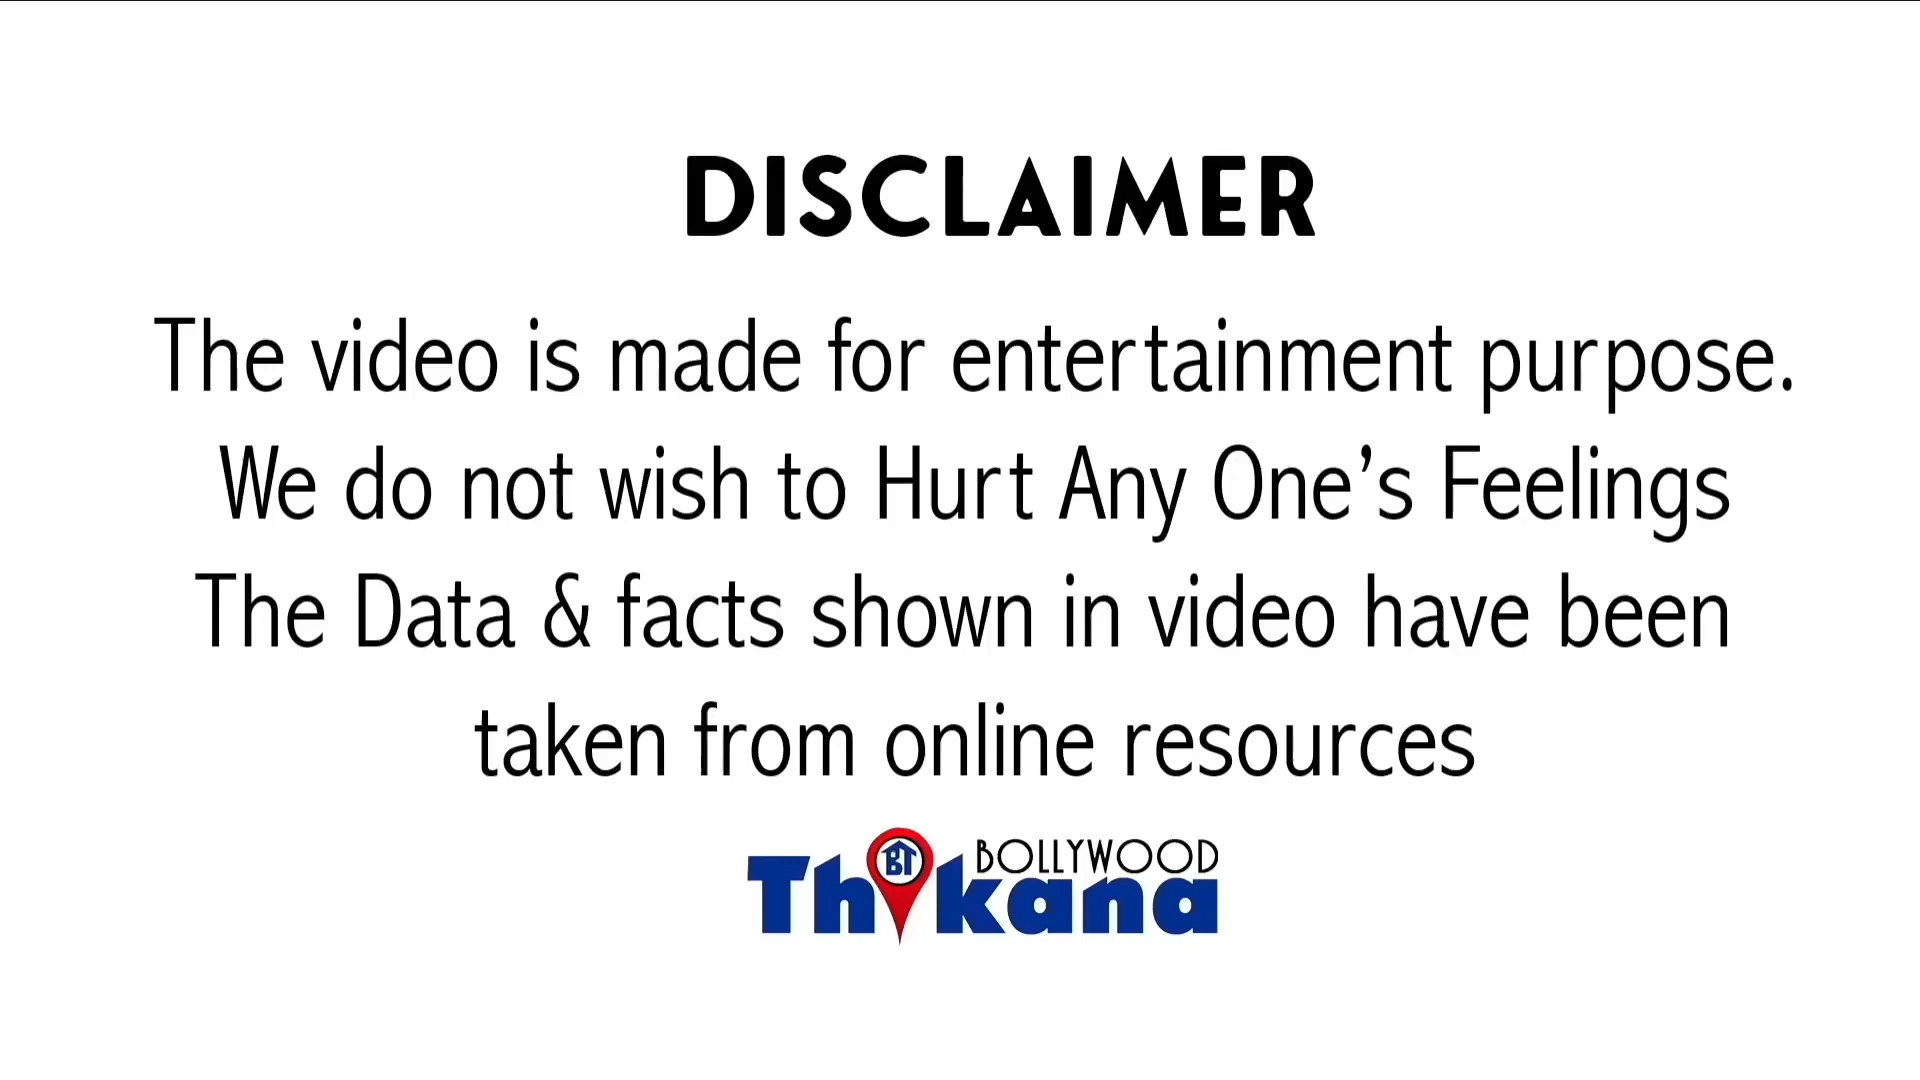 DISCLAIMER
The video is made for entertainment purpose.
We do not wish to Hurt Any One’s Feelings
The Data & facts shown in video have been
taken from online resources
BOLLYWOOD
BT
Thikana